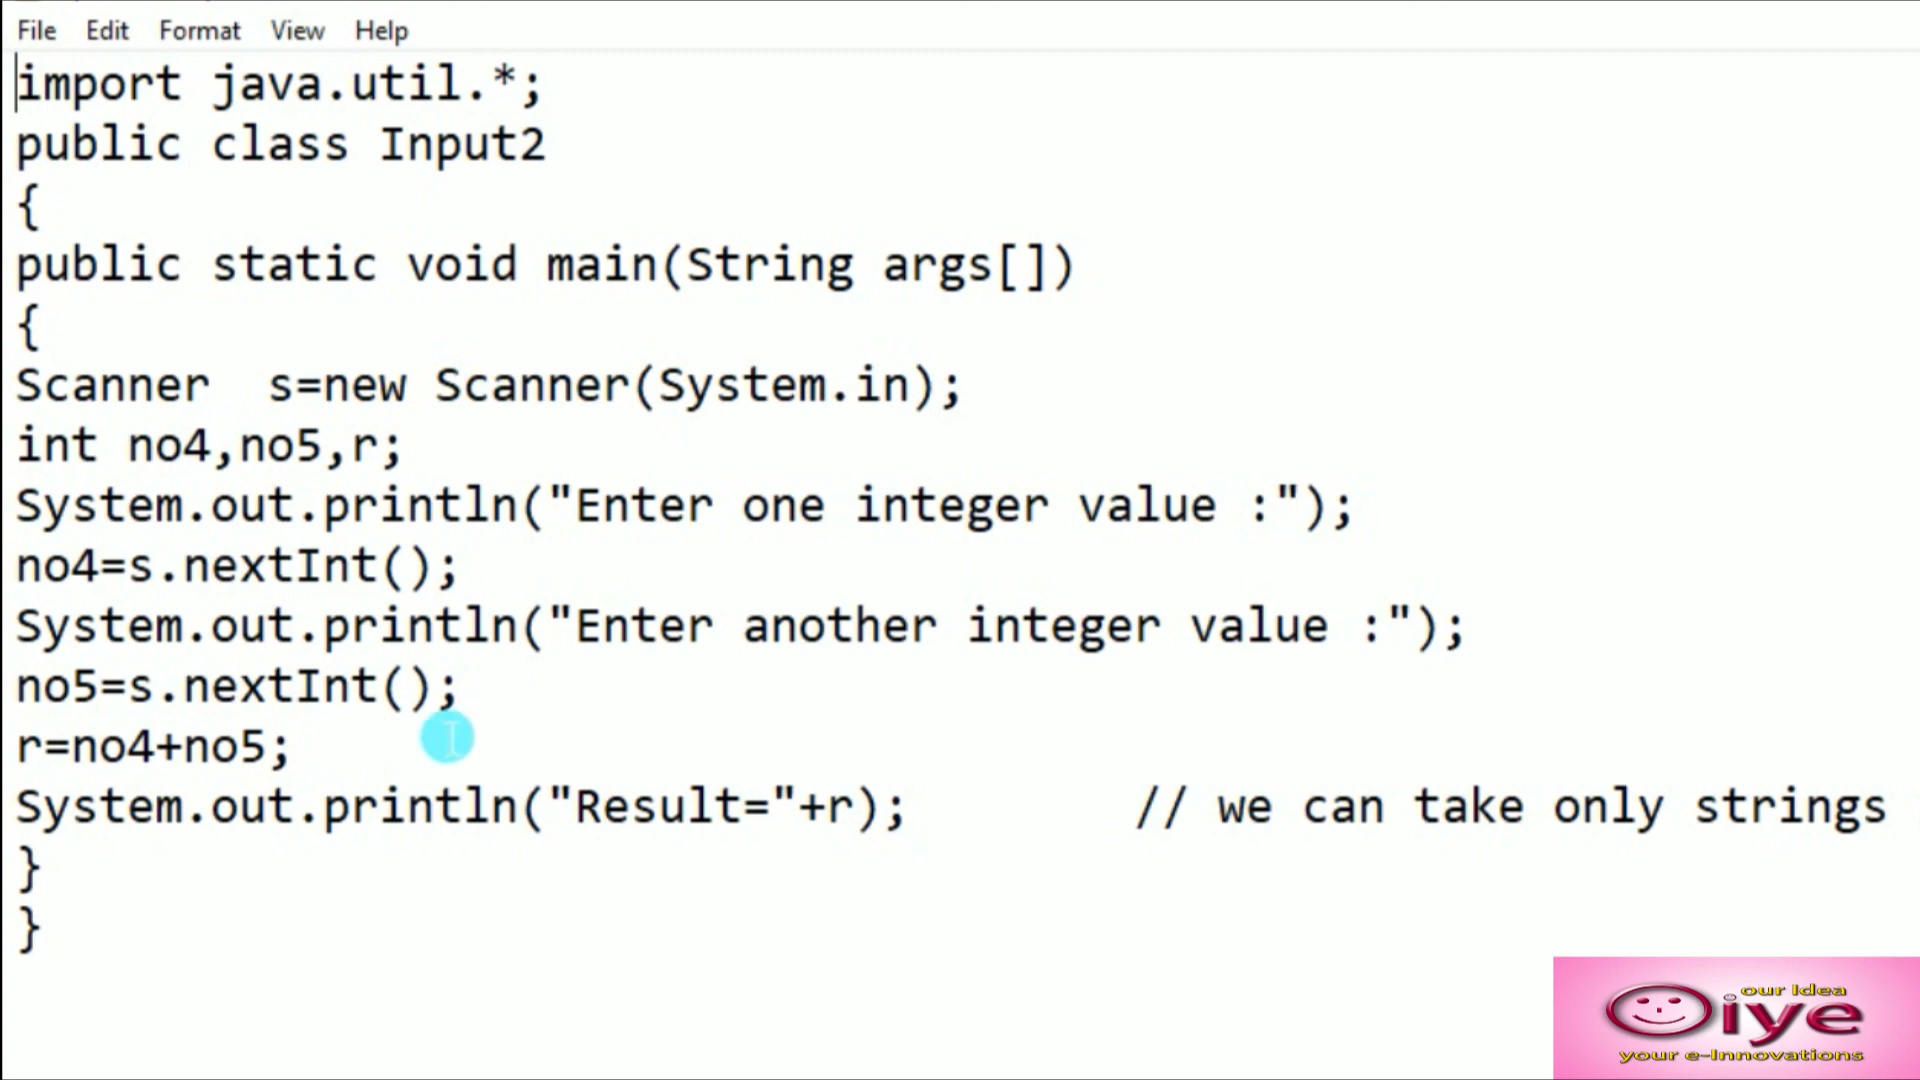 File Edit Format View Help
import java.util.*;
public class Input2
{
public static void main(String args[])
{
Scanner  s=new Scanner(System.in);
int no4,no5,r;
System.out.println("Enter one integer value :");
no4=s.nextInt();
System.out.println("Enter another integer value :");
no5=s.nextInt();
r=no4+no5;
System.out.println("Result="+r);        // we can take only strings
}
}
our Idea
Oiye
your e-Innovations